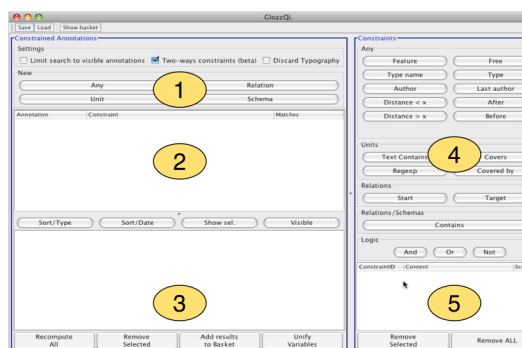 GlozzQL
Save Load Show basket
Constrained Annotations
Settings
Limit search to visible annotations Two-ways constraints (beta) Discard Typography
New
Any Relation
Unit Schema
1
Annotation Constraint Matches
2
Sort/Type Sort/Date Show sel. Visible
3
Recompute All Remove Selected Add results to Basket Unify Variables
Constraints
Any
Feature Free
Type name Type
Author Last author
Distance < x After
Distance > x Before
Units
Text Contains Covers
4
Regexp Covered by
Relations
Start Target
Relations/Schemas
Contains
Logic
And Or Not
ConstraintID Content Sc
5
Remove Selected Remove ALL